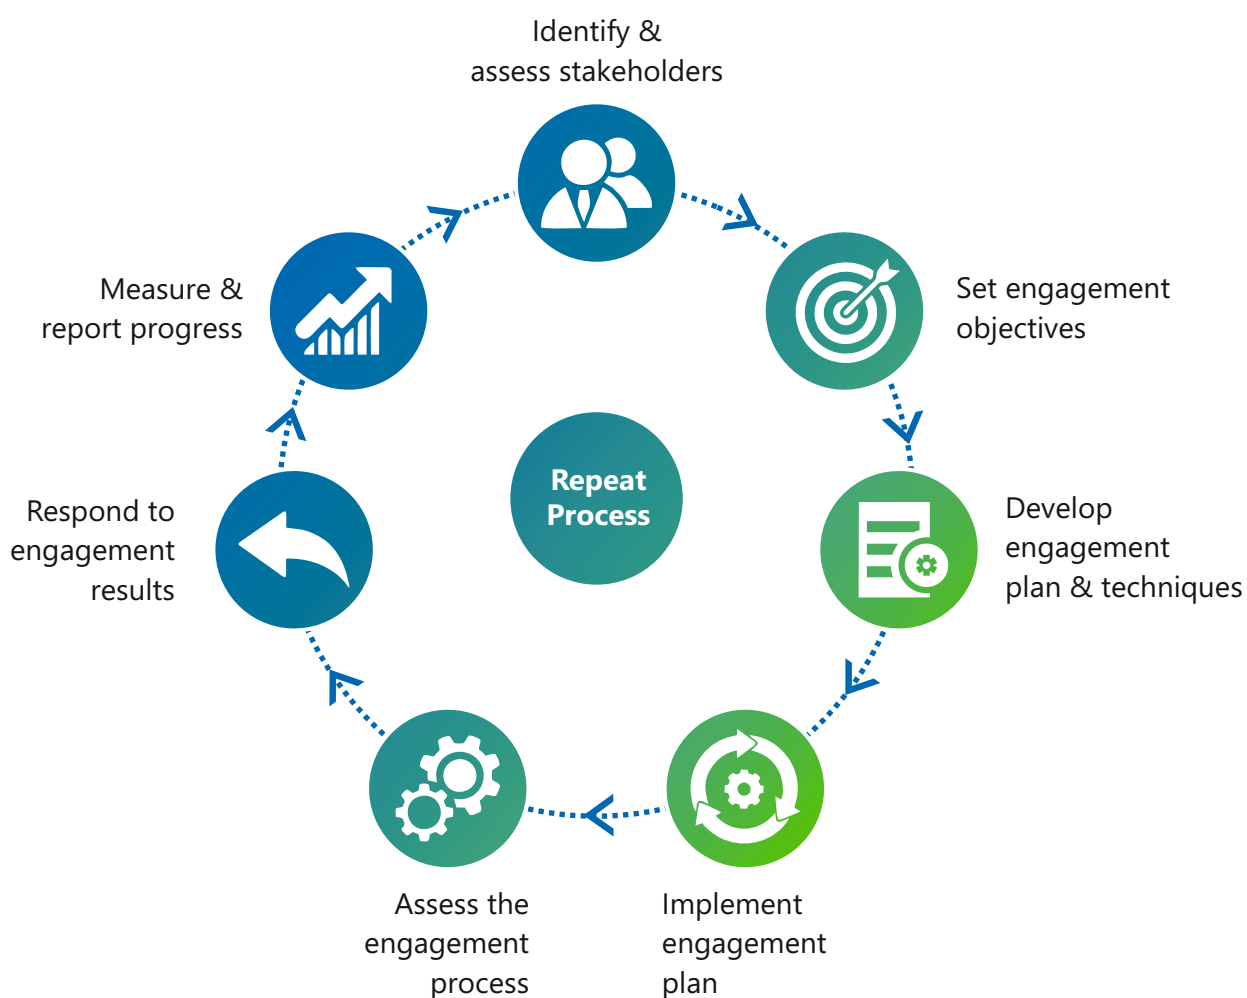 Identify &
assess stakeholders
Set engagement
objectives
Develop
engagement
plan & techniques
Implement
engagement
plan
Assess the
engagement
process
Respond to
engagement
results
Measure &
report progress
Repeat
Process